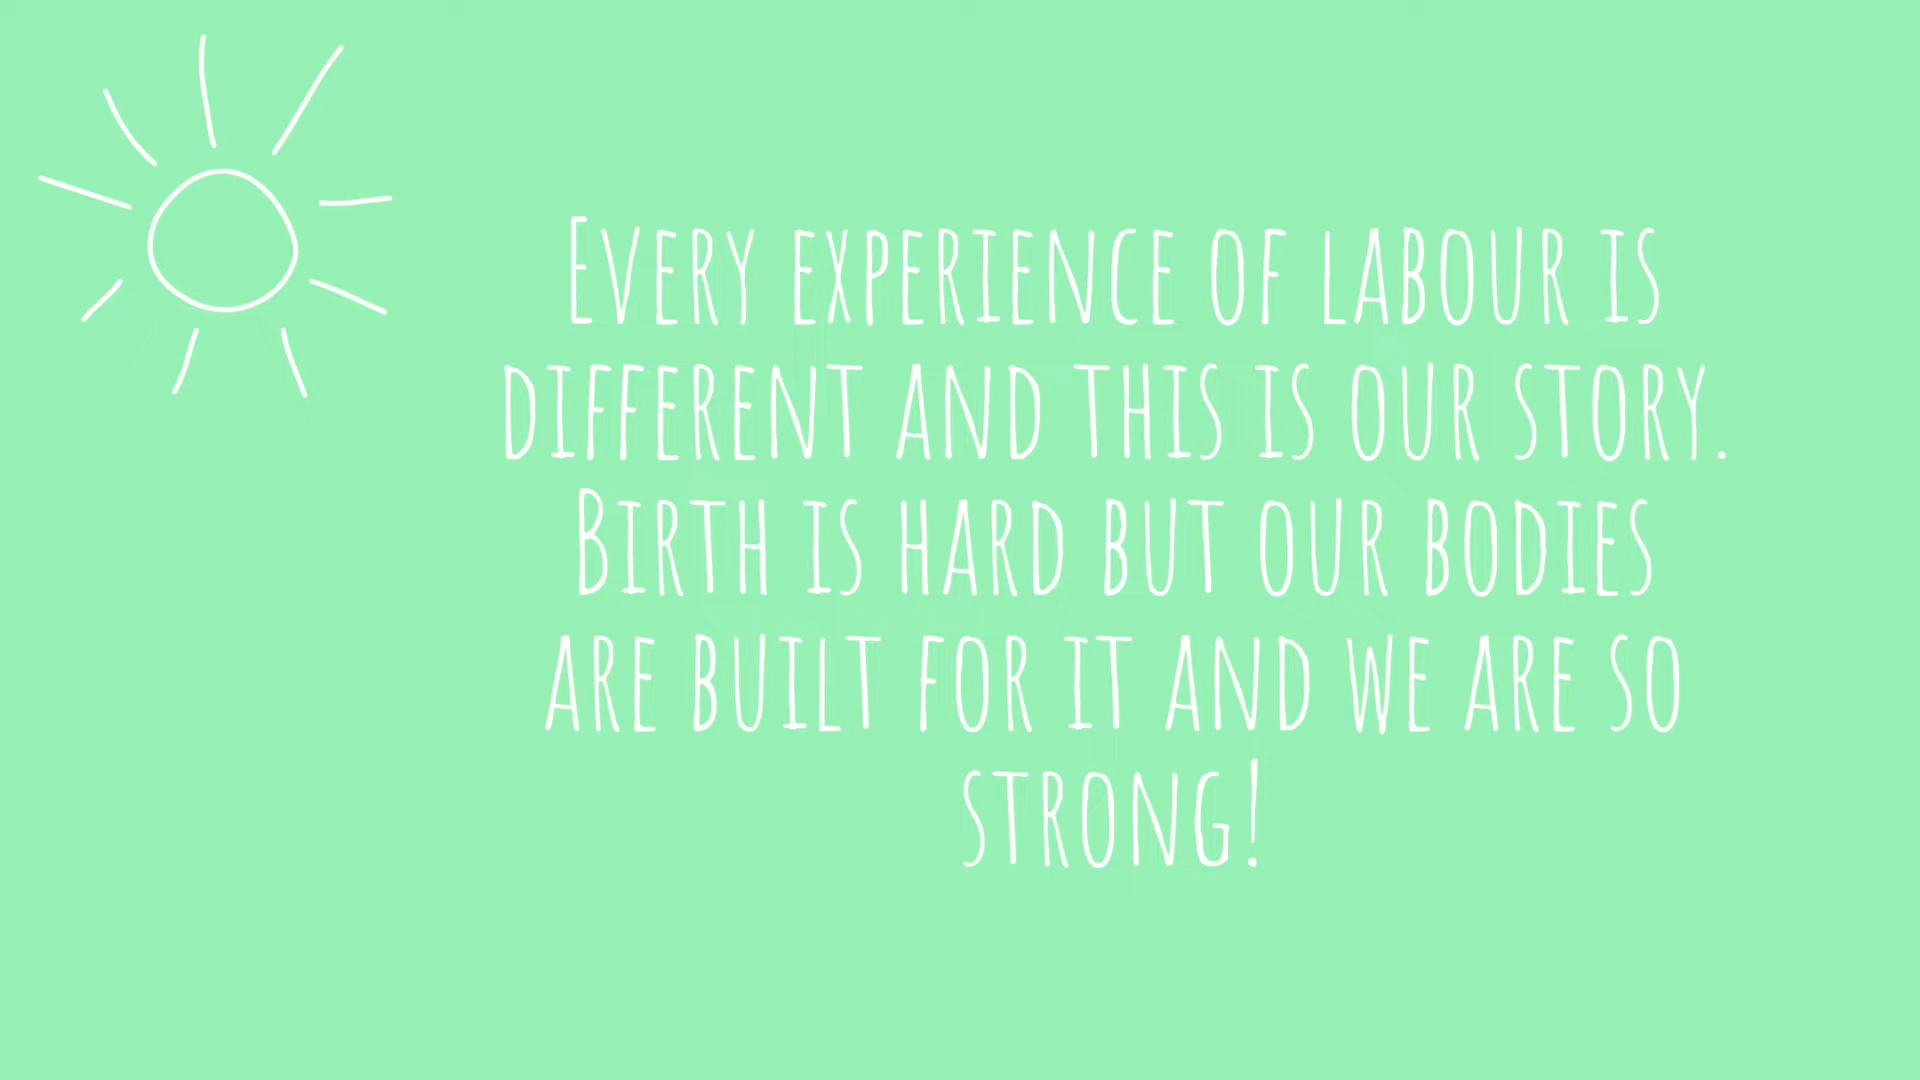 Every experience of labour is
different and this is our story.
Birth is hard but our bodies
are built for it and we are so
strong!